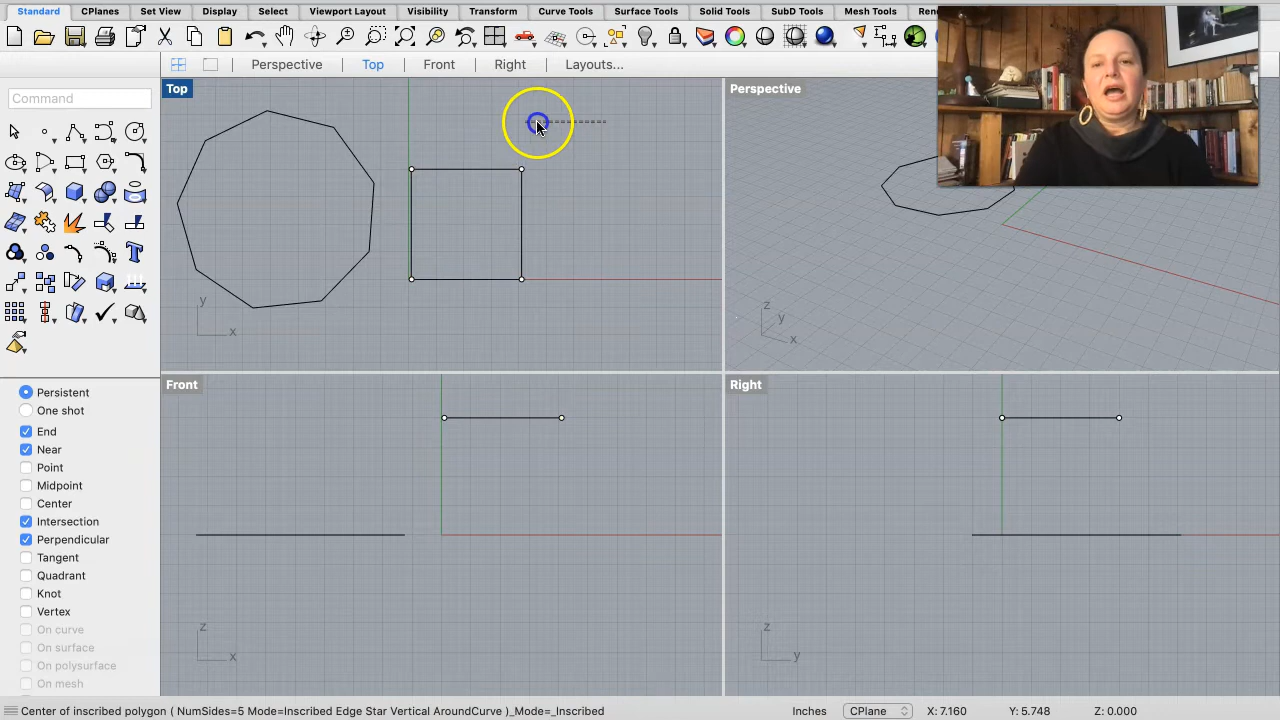 Standard CPlanes Set View Display Select Viewport Layout Visibility Transform Curve Tools Surface Tools Solid Tools SubD Tools Mesh Tools
Perspective Top Front Right Layouts...
Command
Top
Perspective
y
x
z
y
x
Front
Right
z
x
z
y
Persistent
One shot
End
Near
Point
Midpoint
Center
Intersection
Perpendicular
Tangent
Quadrant
Knot
Vertex
On curve
On surface
On polysurface
On mesh
Center of inscribed polygon ( NumSides=5 Mode=Inscribed Edge Star Vertical AroundCurve )_Mode=_Inscribed Inches CPlane X: 7.160 Y: 5.748 Z: 0.000